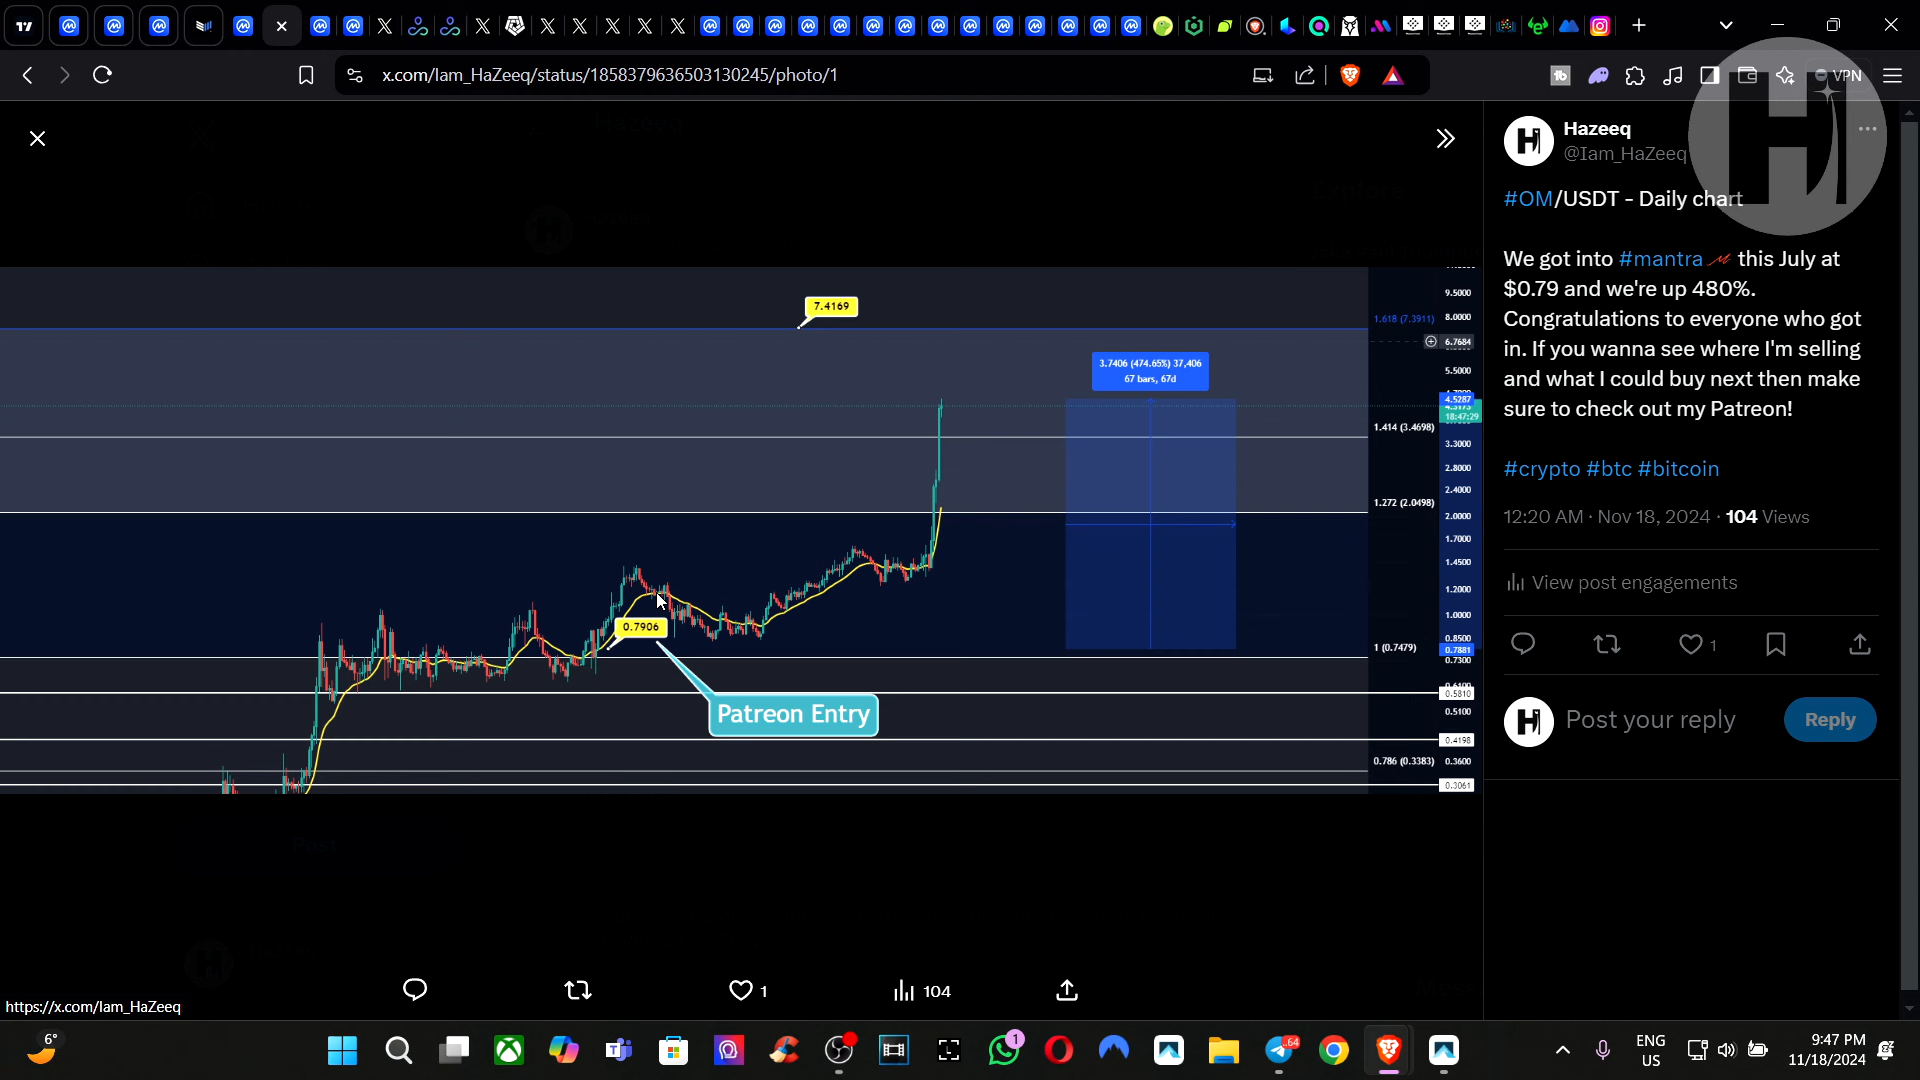 x.com/Iam_HaZeeq/status/1858379636503130245/photo/1
VPN
Hazeeq
@Iam_HaZeeq
#OM/USDT - Daily chart
We got into #mantra this July at
$0.79 and we're up 480%.
Congratulations to everyone who got
in. If you wanna see where I'm selling
and what I could buy next then make
sure to check out my Patreon!
#crypto #btc #bitcoin
12:20 AM · Nov 18, 2024 · 104 Views
View post engagements
1
Post your reply
Reply
7.4169
3.7406 (474.65%) 37,406
67 bars, 67d
0.7906
Patreon Entry
1.618 (7.3911)
1.414 (3.4698)
1.272 (2.0498)
1 (0.7479)
0.786 (0.3383)
9.5000
8.0000
6.7684
5.5000
4.5287
18:47:29
3.3000
2.8000
2.4000
2.0000
1.7000
1.4500
1.2000
1.0000
0.8500
0.7881
0.7300
0.5810
0.5100
0.4198
0.3600
0.3061
1
104
https://x.com/Iam_HaZeeq
6°
1
64
ENG
US
9:47 PM
11/18/2024